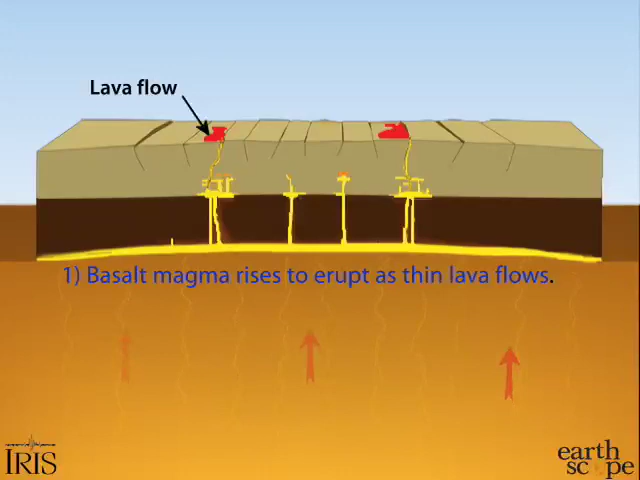 Lava flow
1) Basalt magma rises to erupt as thin lava flows.
IRIS
earth
scope